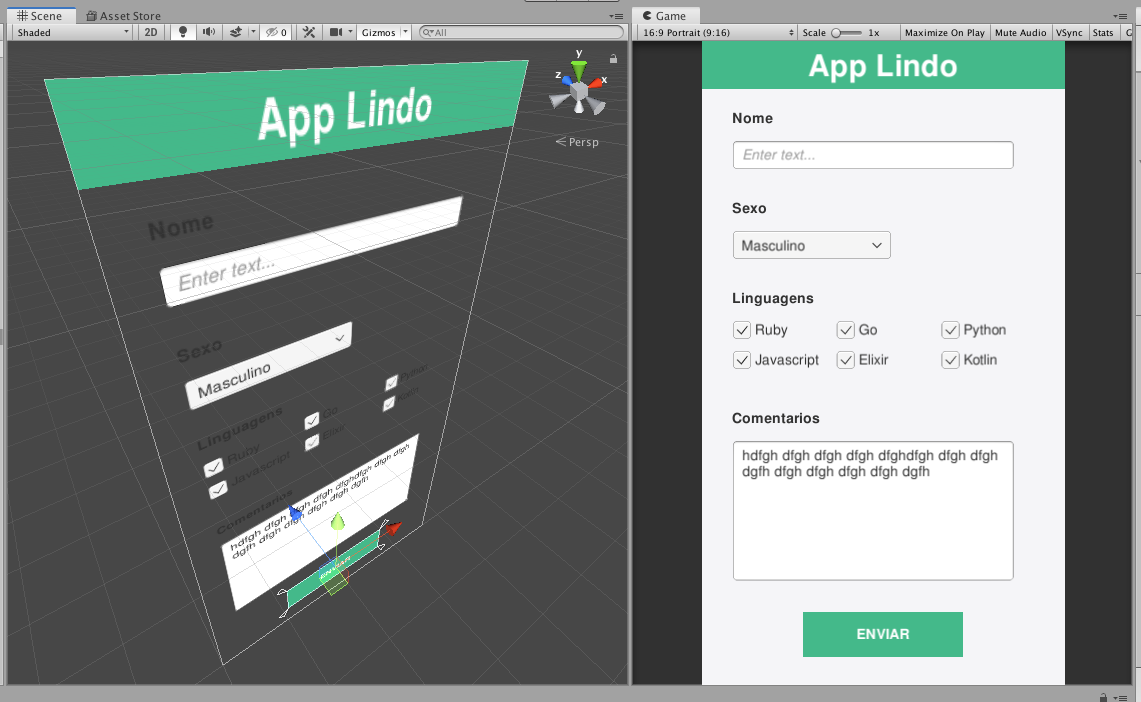 Scene
Asset Store
Shaded
2D
0
Gizmos
All
y
z
x
Persp
App Lindo
Nome
Enter text...
Sexo
Masculino
Linguagens
Ruby
Go
Python
Javascript
Elixir
Kotlin
Comentarios
hdfgh dfgh dfgh dfgh dfghdfgh dfgh dfgh
dgfh dfgh dfgh dfgh dfgh dgfh
ENVIAR
Game
16:9 Portrait (9:16)
Scale
1x
Maximize On Play
Mute Audio
VSync
Stats
G
App Lindo
Nome
Enter text...
Sexo
Masculino
Linguagens
Ruby
Go
Python
Javascript
Elixir
Kotlin
Comentarios
hdfgh dfgh dfgh dfgh dfghdfgh dfgh dfgh
dgfh dfgh dfgh dfgh dfgh dgfh
ENVIAR